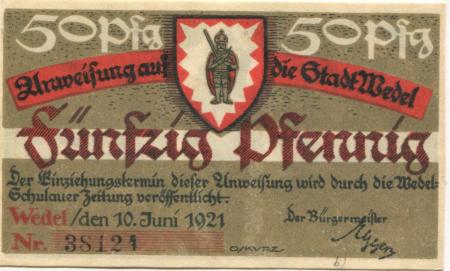 50 Pfg 50 Pfg
Anweisung auf die Stadt Wedel
Fünfzig Pfennig
Der Einziehungstermin dieser Anweisung wird durch die Wedel-
Schulauer Zeitung veröffentlicht.
Wedel / den 10. Juni 1921 Der Bürgermeister
Nr. 38121
O. KURZ
b)